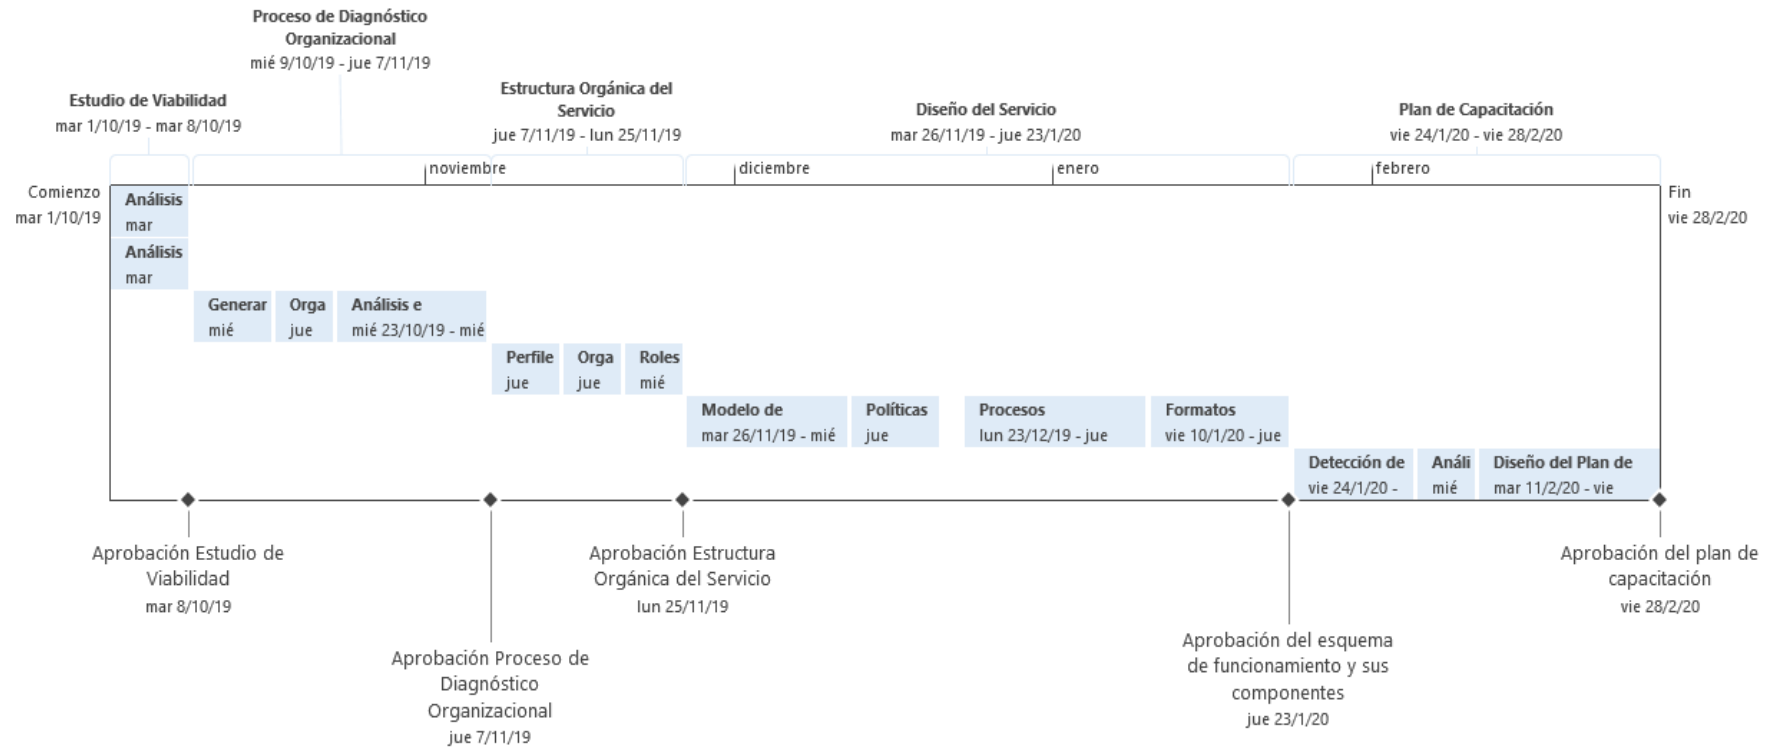 Proceso de Diagnóstico
Organizacional
mié 9/10/19 - jue 7/11/19
Estudio de Viabilidad
mar 1/10/19 - mar 8/10/19
Estructura Orgánica del
Servicio
jue 7/11/19 - lun 25/11/19
Diseño del Servicio
mar 26/11/19 - jue 23/1/20
Plan de Capacitación
vie 24/1/20 - vie 28/2/20
noviembre
diciembre
enero
febrero
Comienzo
mar 1/10/19
Fin
vie 28/2/20
Análisis
mar
Análisis
mar
Generar
mié
Orga
jue
Análisis e
mié 23/10/19 - mié
Perfile
jue
Orga
jue
Roles
mié
Modelo de
mar 26/11/19 - mié
Políticas
jue
Procesos
lun 23/12/19 - jue
Formatos
vie 10/1/20 - jue
Detección de
vie 24/1/20 -
Análi
mié
Diseño del Plan de
mar 11/2/20 - vie
Aprobación Estudio de
Viabilidad
mar 8/10/19
Aprobación Proceso de
Diagnóstico
Organizacional
jue 7/11/19
Aprobación Estructura
Orgánica del Servicio
lun 25/11/19
Aprobación del esquema
de funcionamiento y sus
componentes
jue 23/1/20
Aprobación del plan de
capacitación
vie 28/2/20